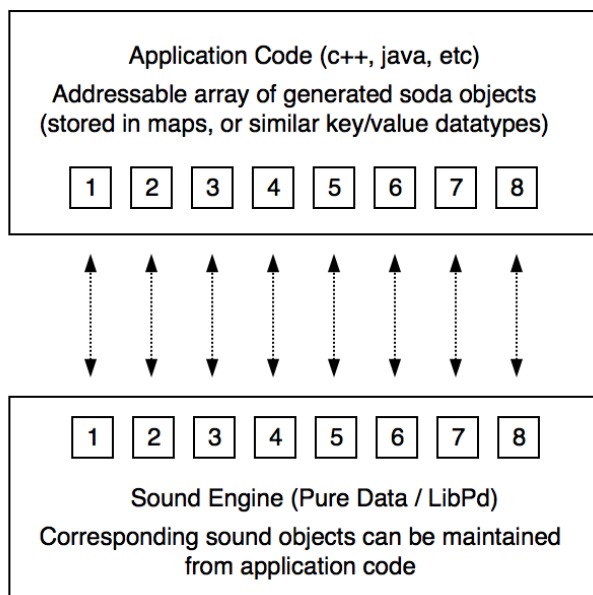 Application Code (c++, java, etc)
Addressable array of generated soda objects
(stored in maps, or similar key/value datatypes)
1 2 3 4 5 6 7 8
1 2 3 4 5 6 7 8
Sound Engine (Pure Data / LibPd)
Corresponding sound objects can be maintained
from application code